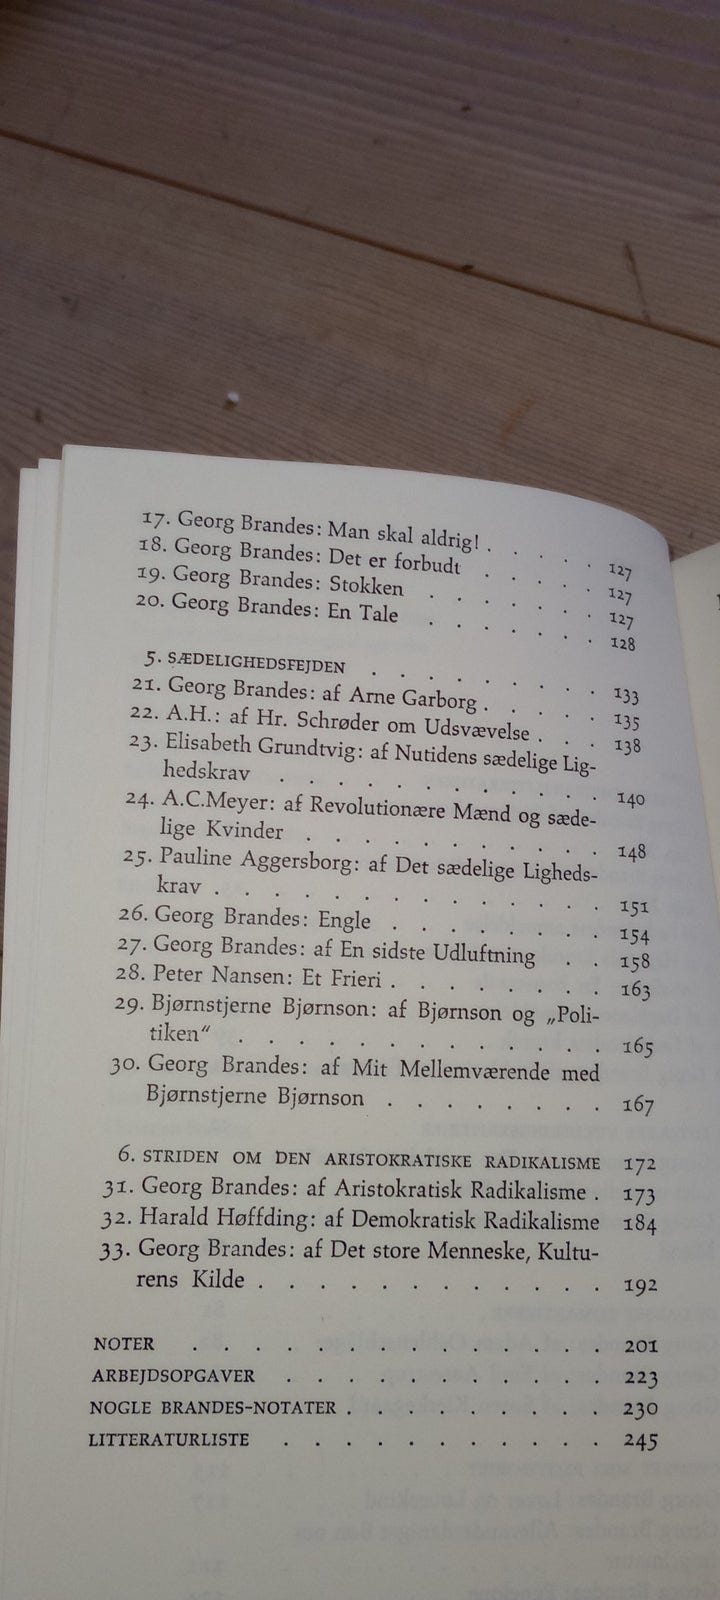 17. Georg Brandes: Man skal aldrig! . . . . . 127
18. Georg Brandes: Det er forbudt . . . . . 127
19. Georg Brandes: Stokken . . . . . . . 127
20. Georg Brandes: En Tale . . . . . . . 128
5. SÆDELIGHEDSFEJDEN . . . . . . . . . 133
21. Georg Brandes: af Arne Garborg . . . . . 135
22. A.H.: af Hr. Schrøder om Udsvævelse . . . 138
23. Elisabeth Grundtvig: af Nutidens sædelige Lig-
hedskrav . . . . . . . . . . . . 140
24. A.C.Meyer: af Revolutionære Mænd og sæde-
lige Kvinder . . . . . . . . . . . 148
25. Pauline Aggersborg: af Det sædeligeLigheds-
krav . . . . . . . . . . . . . . 151
26. Georg Brandes: Engle . . . . . . . . 154
27. Georg Brandes: af En sidste Udluftning . . 158
28. Peter Nansen: Et Frieri . . . . . . . . 163
29. Bjørnstjerne Bjørnson: af Bjørnson og „Poli-
tiken“ . . . . . . . . . . . . . 165
30. Georg Brandes: af Mit Mellemværende med
Bjørnstjerne Bjørnson . . . . . . . . 167
6. STRIDEN OM DEN ARISTOKRATISKE RADIKALISME 172
31. Georg Brandes: af Aristokratisk Radikalisme . 173
32. Harald Høffding: af Demokratisk Radikalisme 184
33. Georg Brandes: af Det store Menneske, Kultu-
rens Kilde . . . . . . . . . . . . 192
NOTER . . . . . . . . . . . . . . 201
ARBEJDSOPGAVER . . . . . . . . . . 223
NOGLE BRANDES-NOTATER . . . . . . . . 230
LITTERATURLISTE . . . . . . . . . . 245